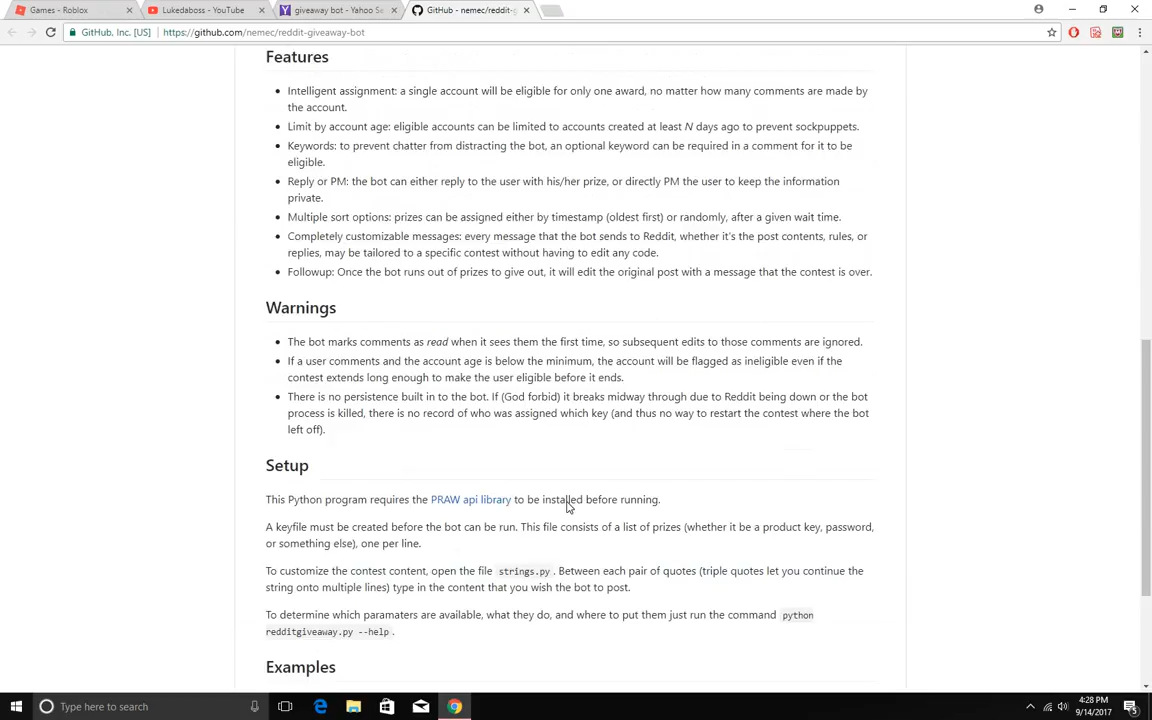 Games - Roblox
Lukedaboss - YouTube
giveaway bot - Yahoo Se
GitHub - nemec/reddit-g
GitHub, Inc. [US]
https://github.com/nemec/reddit-giveaway-bot
Features
Intelligent assignment: a single account will be eligible for only one award, no matter how many comments are made by
the account.
Limit by account age: eligible accounts can be limited to accounts created at least N days ago to prevent sockpuppets.
Keywords: to prevent chatter from distracting the bot, an optional keyword can be required in a comment for it to be
eligible.
Reply or PM: the bot can either reply to the user with his/her prize, or directly PM the user to keep the information
private.
Multiple sort options: prizes can be assigned either by timestamp (oldest first) or randomly, after a given wait time.
Completely customizable messages: every message that the bot sends to Reddit, whether it's the post contents, rules, or
replies, may be tailored to a specific contest without having to edit any code.
Followup: Once the bot runs out of prizes to give out, it will edit the original post with a message that the contest is over.
Warnings
The bot marks comments as read when it sees them the first time, so subsequent edits to those comments are ignored.
If a user comments and the account age is below the minimum, the account will be flagged as ineligible even if the
contest extends long enough to make the user eligible before it ends.
There is no persistence built in to the bot. If (God forbid) it breaks midway through due to Reddit being down or the bot
process is killed, there is no record of who was assigned which key (and thus no way to restart the contest where the bot
left off).
Setup
This Python program requires the PRAW api library to be installed before running.
A keyfile must be created before the bot can be run. This file consists of a list of prizes (whether it be a product key, password,
or something else), one per line.
To customize the contest content, open the file strings.py. Between each pair of quotes (triple quotes let you continue the
string onto multiple lines) type in the content that you wish the bot to post.
To determine which paramaters are available, what they do, and where to put them just run the command python
redditgiveaway.py --help.
Examples
Type here to search
4:28 PM
9/14/2017
5